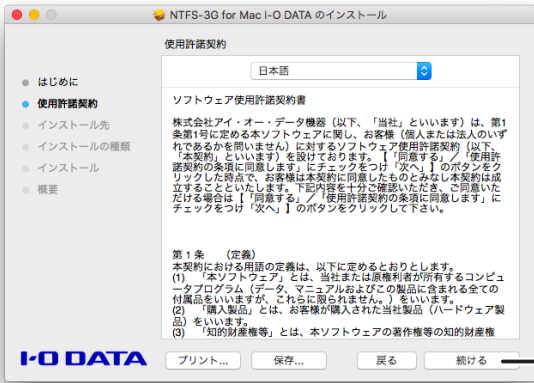 NTFS-3G for Mac I-O DATA のインストール
使用許諾契約
日本語
はじめに
使用許諾契約
インストール先
インストールの種類
インストール
概要
ソフトウェア使用許諾契約書
株式会社アイ・オー・データ機器（以下、「当社」といいます）は、第1
条第1号に定める本ソフトウェアに関し、お客様（個人または法人のいず
れであるかを問いません）に対するソフトウェア使用許諾契約（以下、
「本契約」といいます）を設けております。【「同意する」／「使用許
諾契約の条項に同意します」にチェックをつけ「次へ」】のボタンをク
リックした時点で、お客様は本契約に同意したものとみなし本契約は成
立することといたします。下記内容を十分ご確認いただき、ご同意いた
だける場合は【「同意する」／「使用許諾契約の条項に同意します」に
チェックをつけ「次へ」】のボタンをクリックして下さい。
第 1 条　（定義）
本契約における用語の定義は、以下に定めるとおりとします。
(1)　「本ソフトウェア」とは、当社または原権利者が所有するコンピュ
ータプログラム（データ、マニュアルおよびこの製品に含まれる全ての
付属品をいいますが、これらに限られません。）をいいます。
(2)　「購入製品」とは、お客様が購入された当社製品（ハードウェア製
品）をいいます。
(3)　「知的財産権等」とは、本ソフトウェアの著作権等の知的財産権
I-O DATA
プリント... 保存... 戻る 続ける